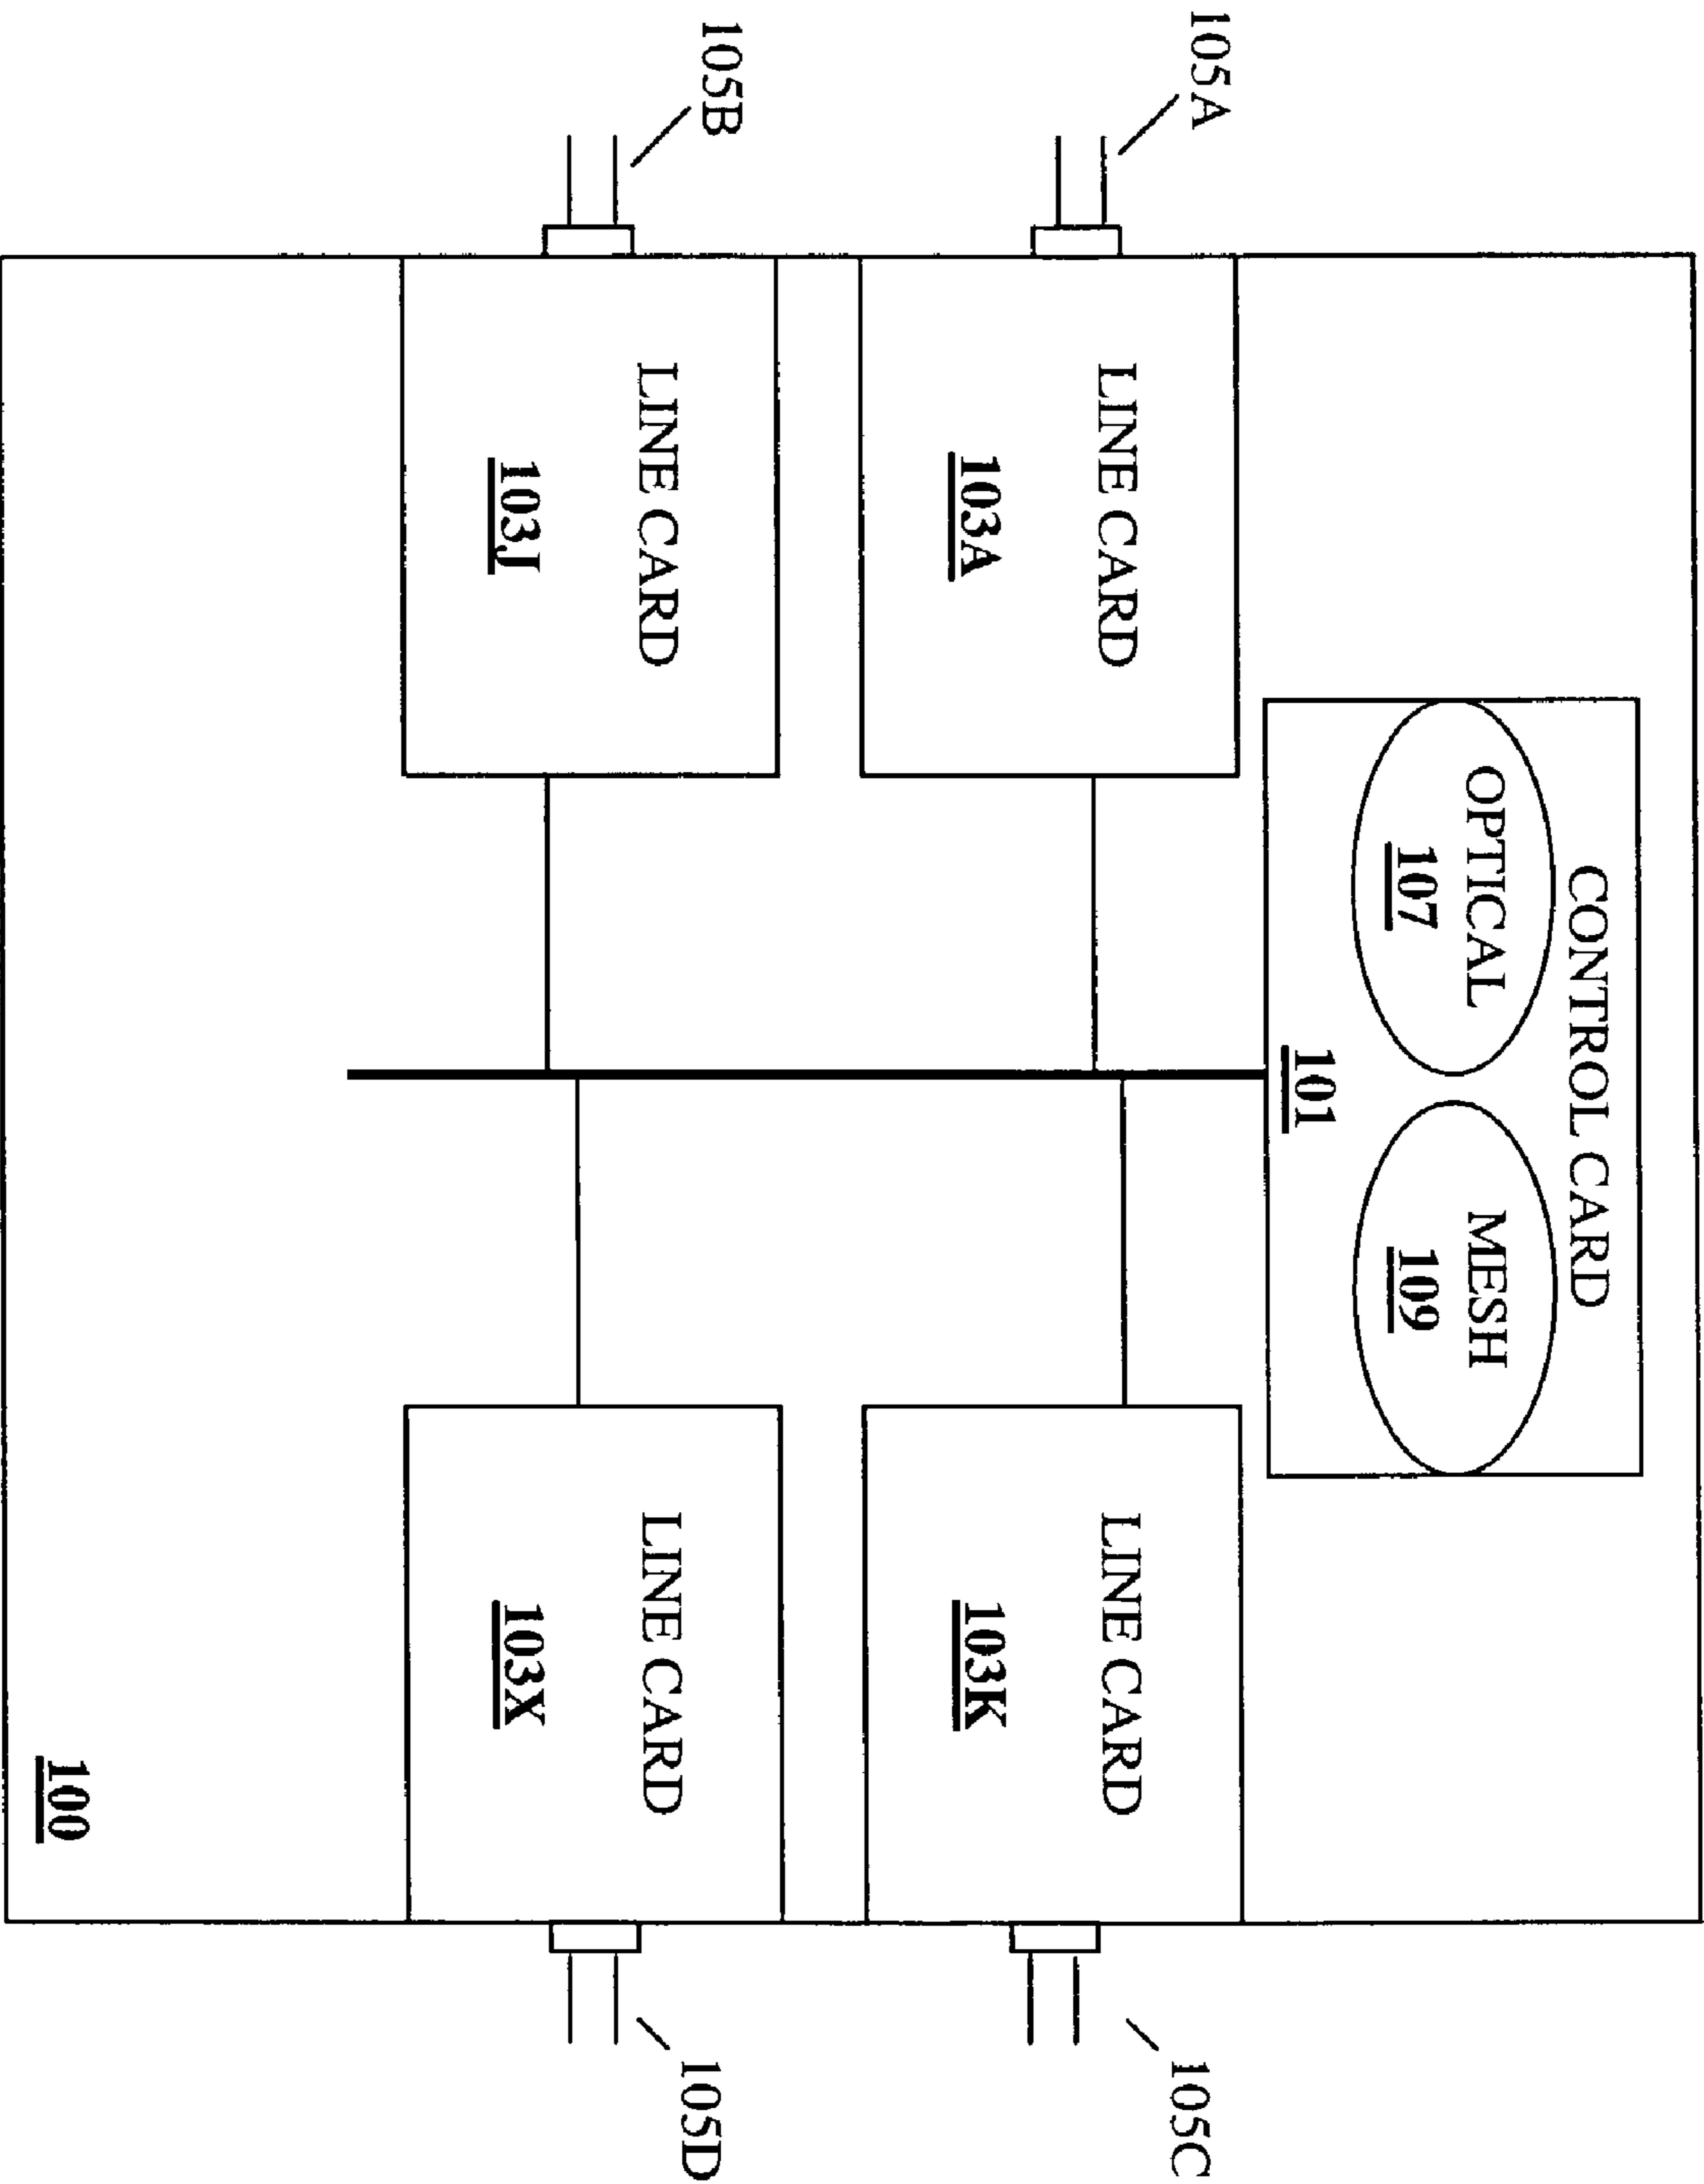 CONTROL CARD
OPTICAL
107
MESH
109
101
105A
LINE CARD
103A
LINE CARD
103K
105C
105B
LINE CARD
103J
LINE CARD
103X
105D
100